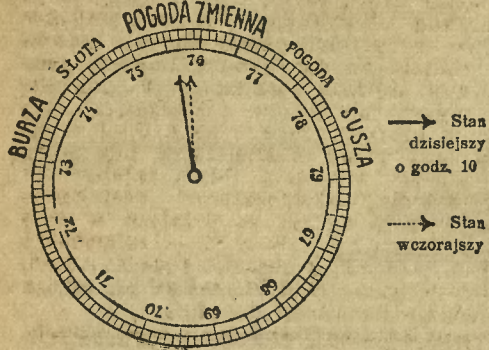 POGODA ZMIENNA
SŁOTA
POGODA
BURZA
SUSZA
76
75
77
74
78
73
79
72
67
71
68
70
69
Stan
dzisiejszy
o godz. 10
Stan
wczorajszy